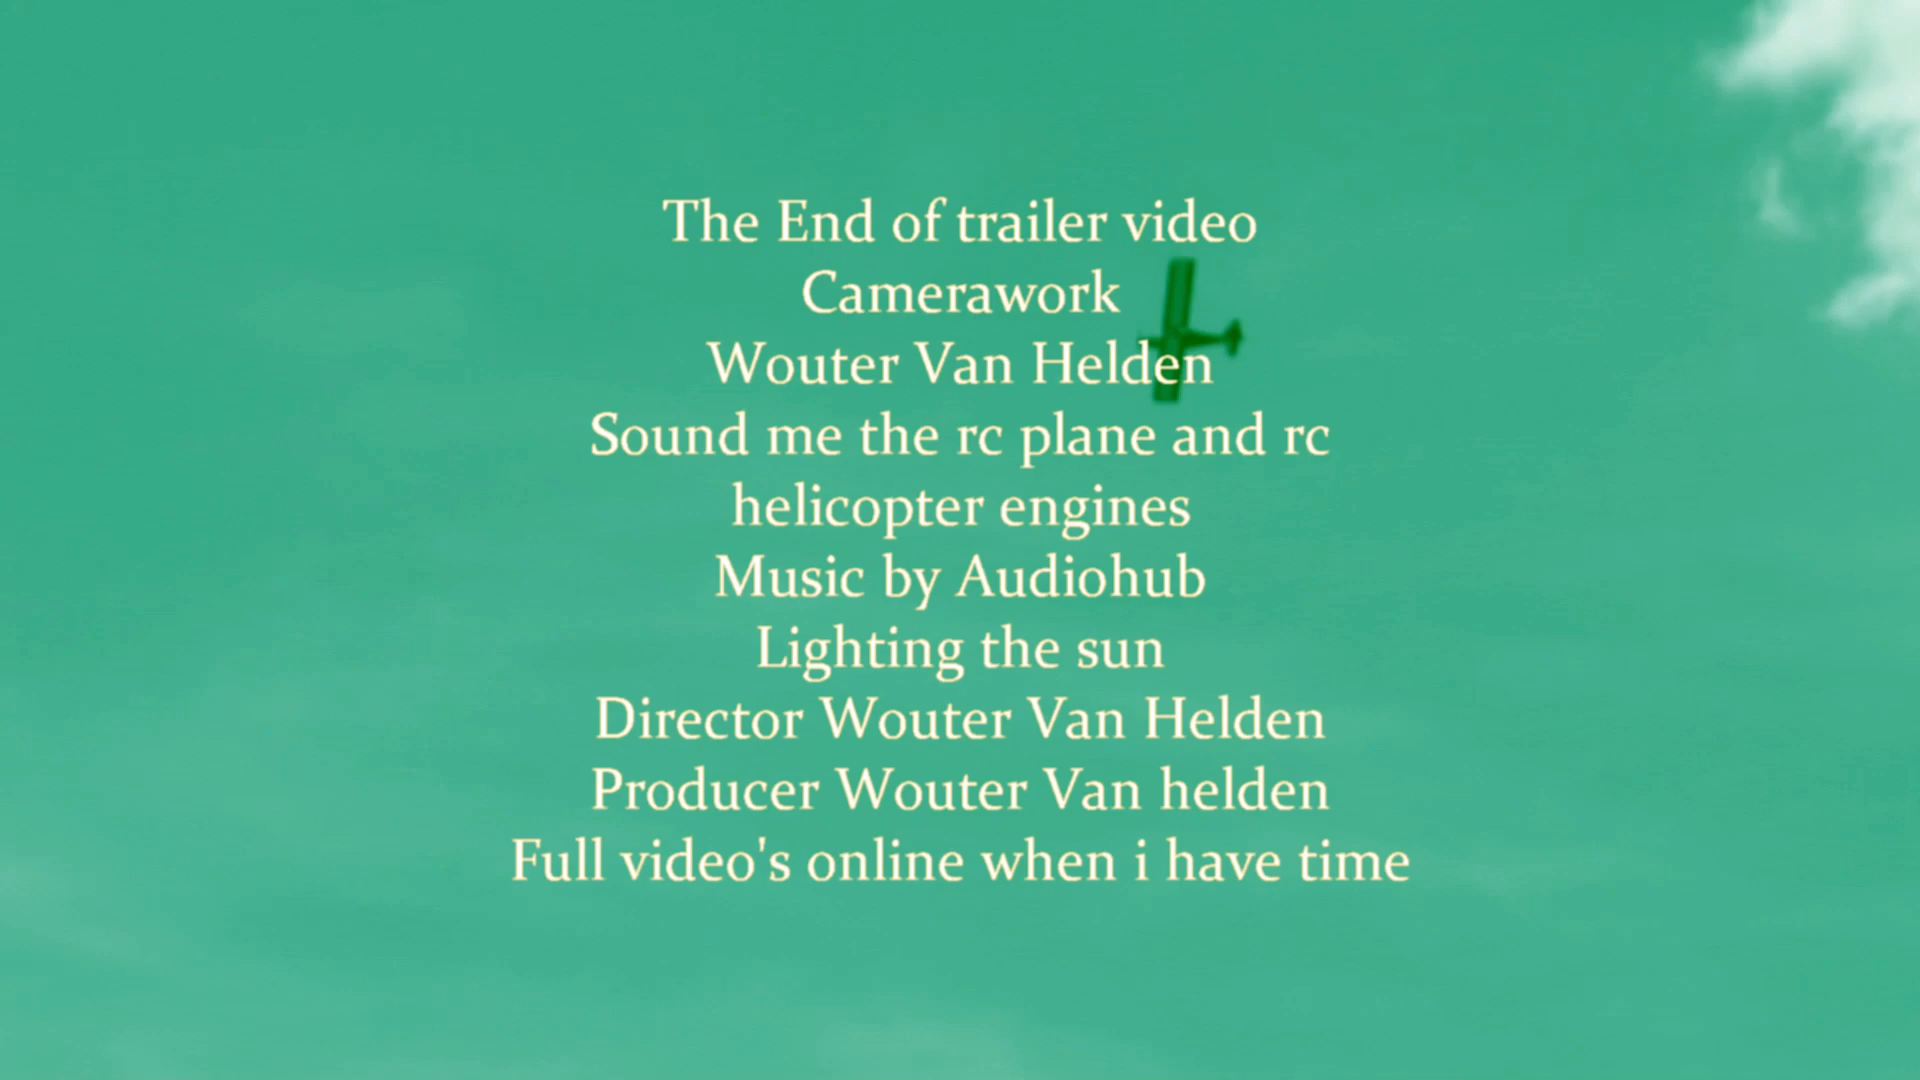 The End of trailer video
Camerawork
Wouter Van Helden
Sound me the rc plane and rc
helicopter engines
Music by Audiohub
Lighting the sun
Director Wouter Van Helden
Producer Wouter Van helden
Full video's online when i have time